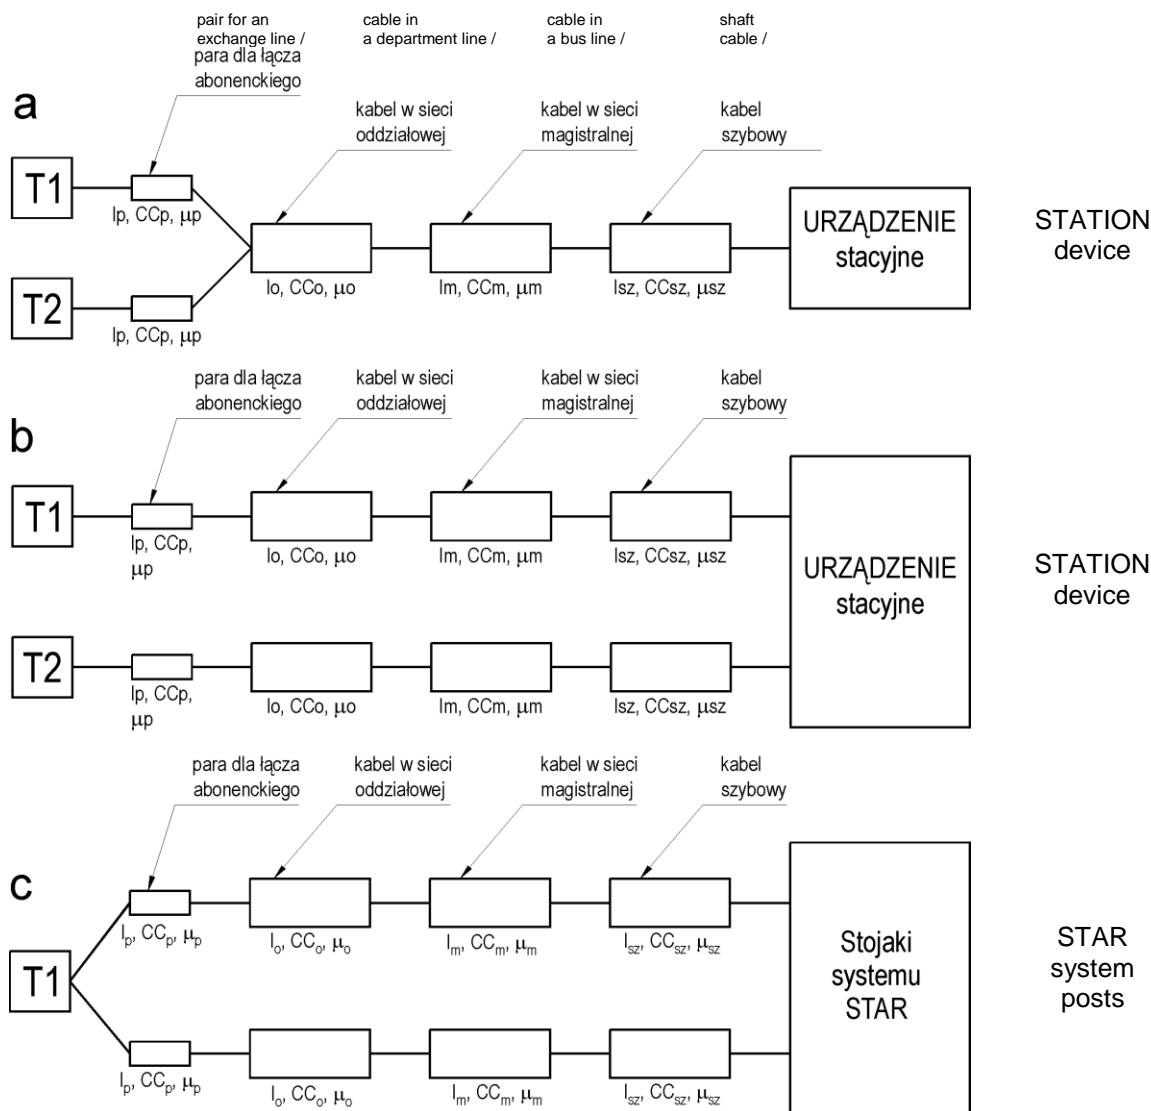 pair for an
exchange line /
para dla łącza
abonenckiego
cable in
a department line /
cable in
a bus line /
shaft
cable /
a
kabel w sieci
oddziałowej
kabel w sieci
magistralnej
kabel
szybowy
T1
lp, CCp, μp
T2
lp, CCp, μp
lo, CCo, μo
lm, CCm, μm
lsz, CCsz, μsz
URZĄDZENIE
stacyjne
STATION
device
para dla łącza
abonenckiego
kabel w sieci
oddziałowej
kabel w sieci
magistralnej
kabel
szybowy
b
T1
lp, CCp,
μp
lo, CCo, μo
lm, CCm, μm
lsz, CCsz, μsz
URZĄDZENIE
stacyjne
STATION
device
T2
lp, CCp,
μp
lo, CCo, μo
lm, CCm, μm
lsz, CCsz, μsz
para dla łącza
abonenckiego
kabel w sieci
oddziałowej
kabel w sieci
magistralnej
kabel
szybowy
c
T1
lp, CCp, μp
lo, CCo, μo
lm, CCm, μm
lsz, CCsz, μsz
Stojaki
systemu
STAR
STAR
system
posts
lp, CCp, μp
lo, CCo, μo
lm, CCm, μm
lsz, CCsz, μsz